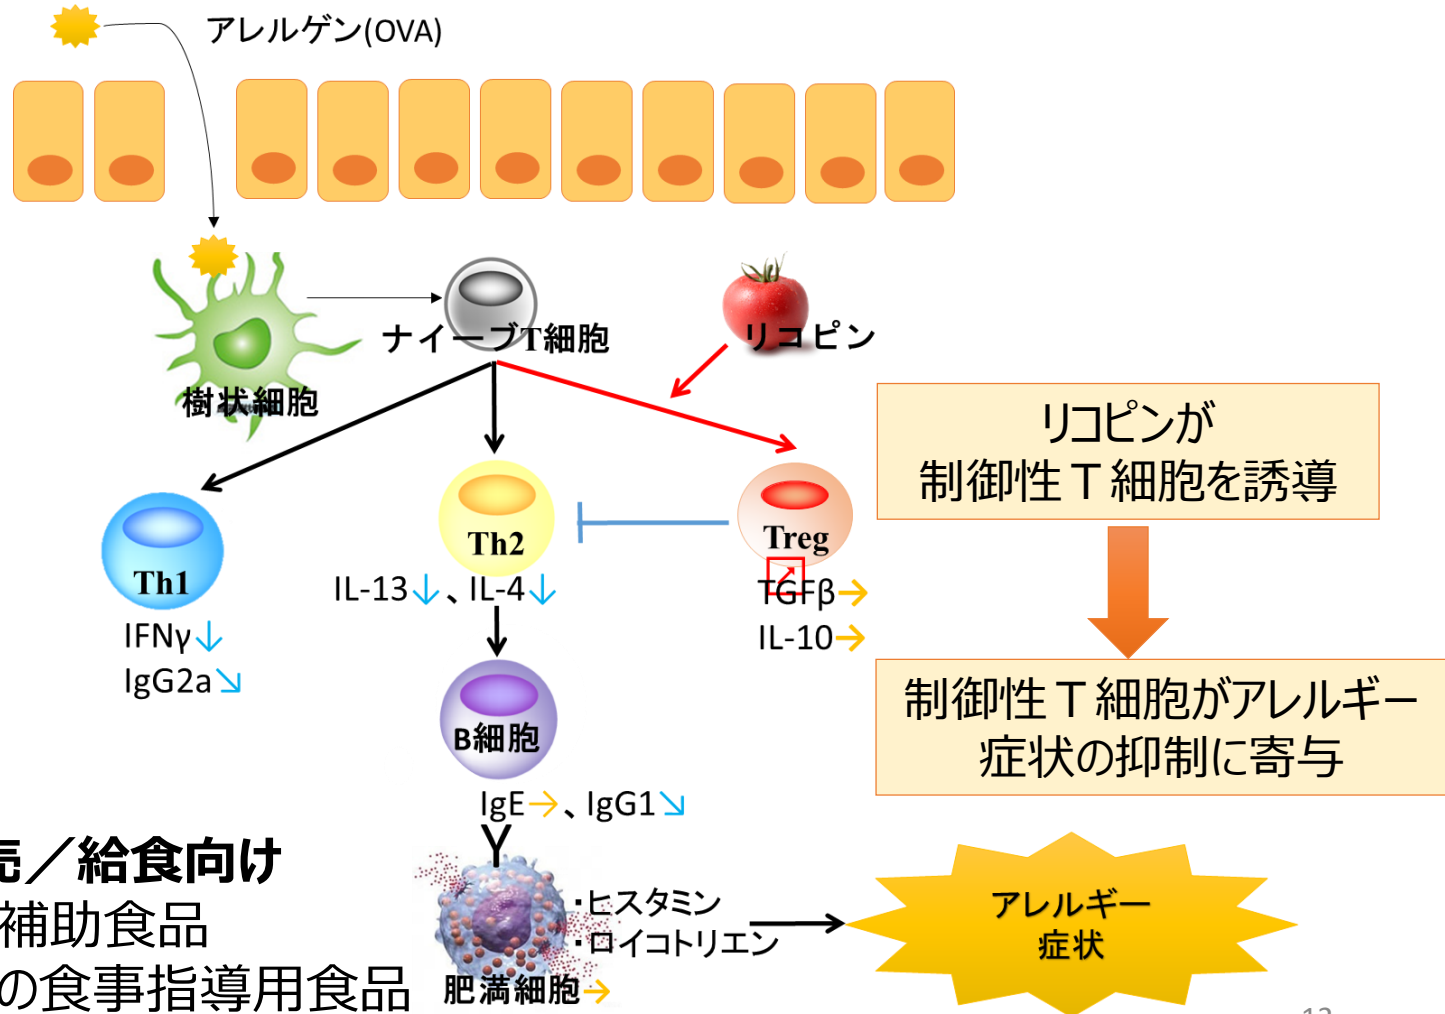 アレルゲン(OVA)
ナイーブT細胞
リコピン
樹状細胞
リコピンが
制御性T細胞を誘導
Th1
Th2
Treg
IL-13↓、IL-4↓
TGFβ→
IL-10→
IFNγ↓
IgG2a↘
制御性T細胞がアレルギー
症状の抑制に寄与
B細胞
IgE→、IgG1↘
/給食向け
補助食品
の食事指導用食品
・ヒスタミン
・ロイコトリエン
肥満細胞→
アレルギー
症状